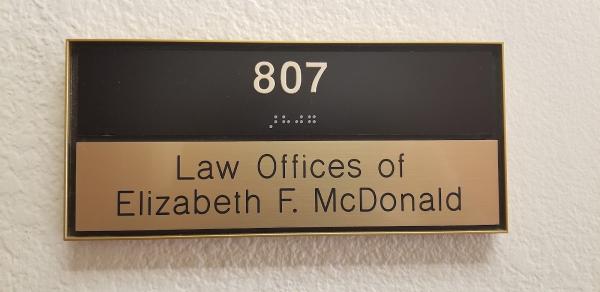 807
⠼⠓⠚⠛
Law Offices of
Elizabeth F. McDonald